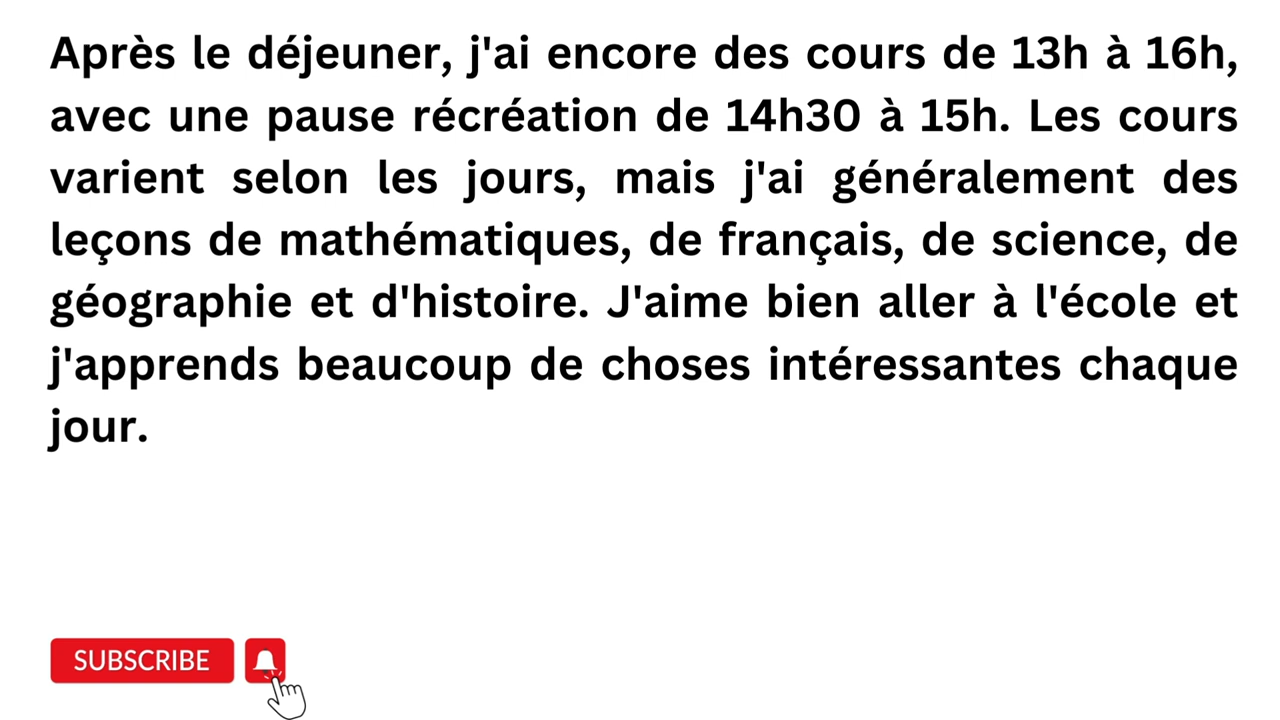 Après le déjeuner, j'ai encore des cours de 13h à 16h,
avec une pause récréation de 14h30 à 15h. Les cours
varient selon les jours, mais j'ai généralement des
leçons de mathématiques, de français, de science, de
géographie et d'histoire. J'aime bien aller à l'école et
j'apprends beaucoup de choses intéressantes chaque
jour.
SUBSCRIBE